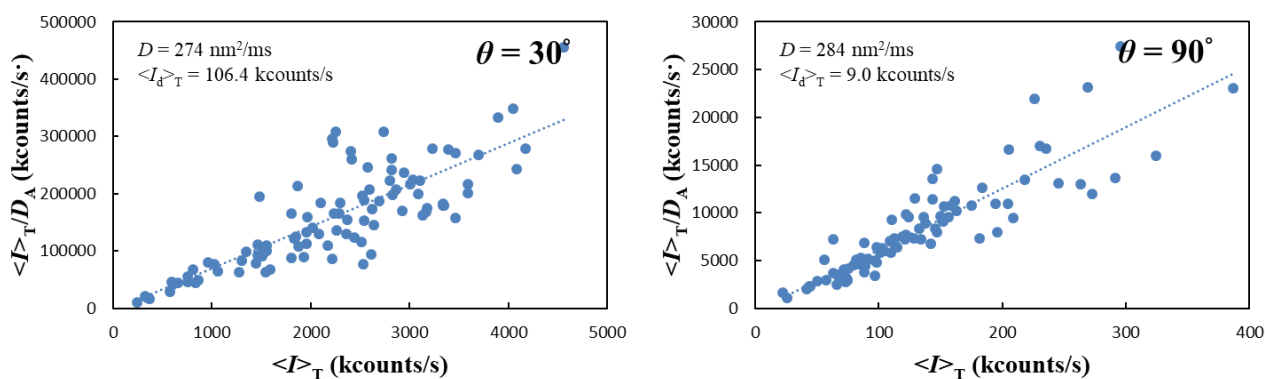 500000
400000
300000
200000
100000
0
<I>T/DA (kcounts/s·)
D = 274 nm²/ms
<Id>T = 106.4 kcounts/s
θ = 30°
0 1000 2000 3000 4000 5000
<I>T (kcounts/s)
30000
25000
20000
15000
10000
5000
0
<I>T/DA (kcounts/s·)
D = 284 nm²/ms
<Id>T = 9.0 kcounts/s
θ = 90°
0 100 200 300 400
<I>T (kcounts/s)